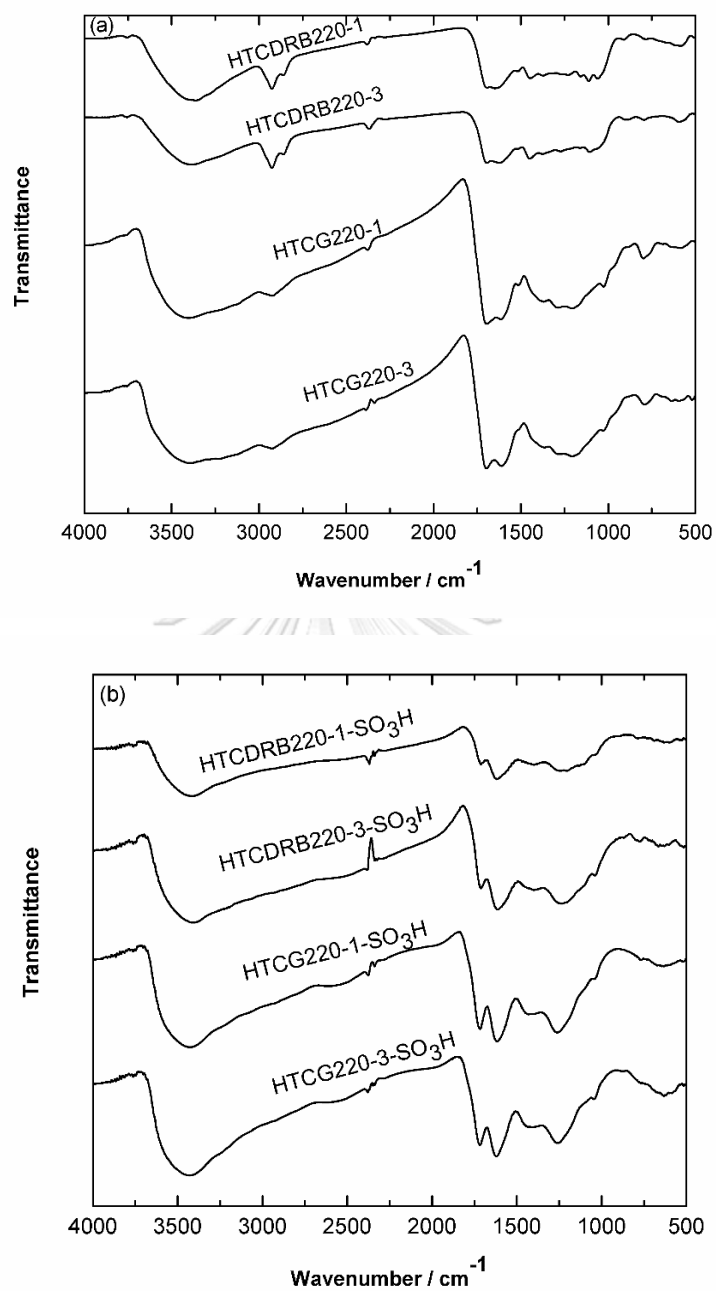 (a)
HTCDRB220-1
HTCDRB220-3
HTCG220-1
HTCG220-3
Transmittance
4000 3500 3000 2500 2000 1500 1000 500
Wavenumber / cm⁻¹
(b)
HTCDRB220-1-SO₃H
HTCDRB220-3-SO₃H
HTCG220-1-SO₃H
HTCG220-3-SO₃H
Transmittance
4000 3500 3000 2500 2000 1500 1000 500
Wavenumber / cm⁻¹